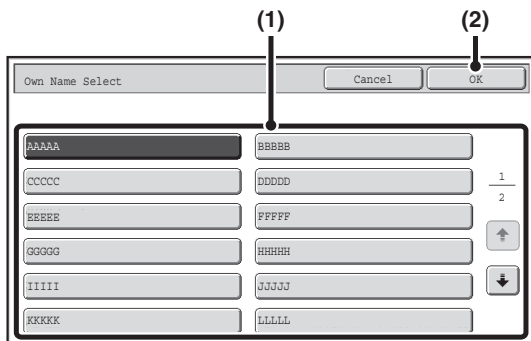 (1) (2)
Own Name Select Cancel OK
AAAAA BBBBB
CCCCC DDDDD 1
2
EEEEE FFFFF
GGGGG HHHHH
IIIII JJJJJ
KKKKK LLLLL